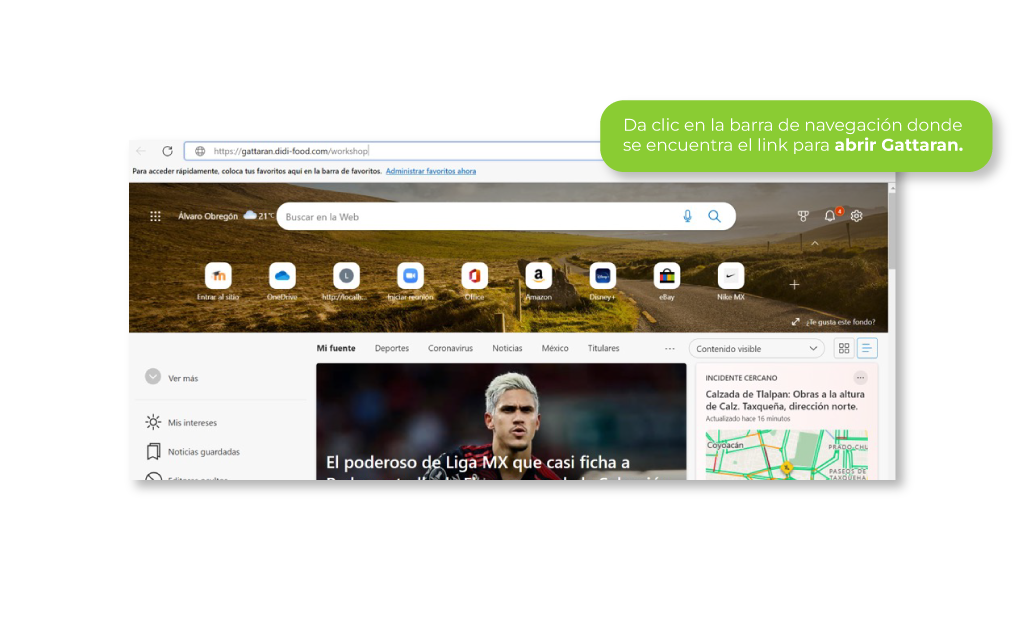 Da clic en la barra de navegación donde
se encuentra el link para abrir Gattaran.
https://gattaran.didi-food.com/workshop
Para acceder rápidamente, coloca tus favoritos aquí en la barra de favoritos. Administrar favoritos ahora
Álvaro Obregón 21°C
Buscar en la Web
4
Entrar al sitio
OneDrive
L
http://localh...
Iniciar reunión
Office
a
Amazon
Disney+
eBay
Nike MX
¿Te gusta este fondo?
Mi fuente Deportes Coronavirus Noticias México Titulares ... Contenido visible
Ver más
Mis intereses
Noticias guardadas
El poderoso de Liga MX que casi ficha a
INCIDENTE CERCANO
Calzada de Tlalpan: Obras a la altura
de Calz. Taxqueña, dirección norte.
Actualizado hace 16 minutos
Coyoacán
PASEOS DE
TAXQUEÑA